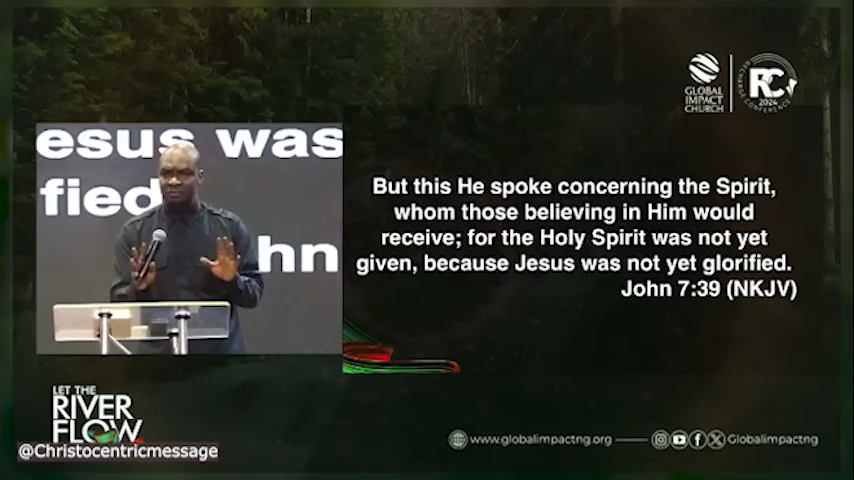 GLOBAL
IMPACT
CHURCH
RC
2024
esus was
fied
hn
But this He spoke concerning the Spirit,
whom those believing in Him would
receive; for the Holy Spirit was not yet
given, because Jesus was not yet glorified.
John 7:39 (NKJV)
LET THE
RIVER
FLOW
@Christocentricmessage
www.globalimpactng.org
Globalimpactng